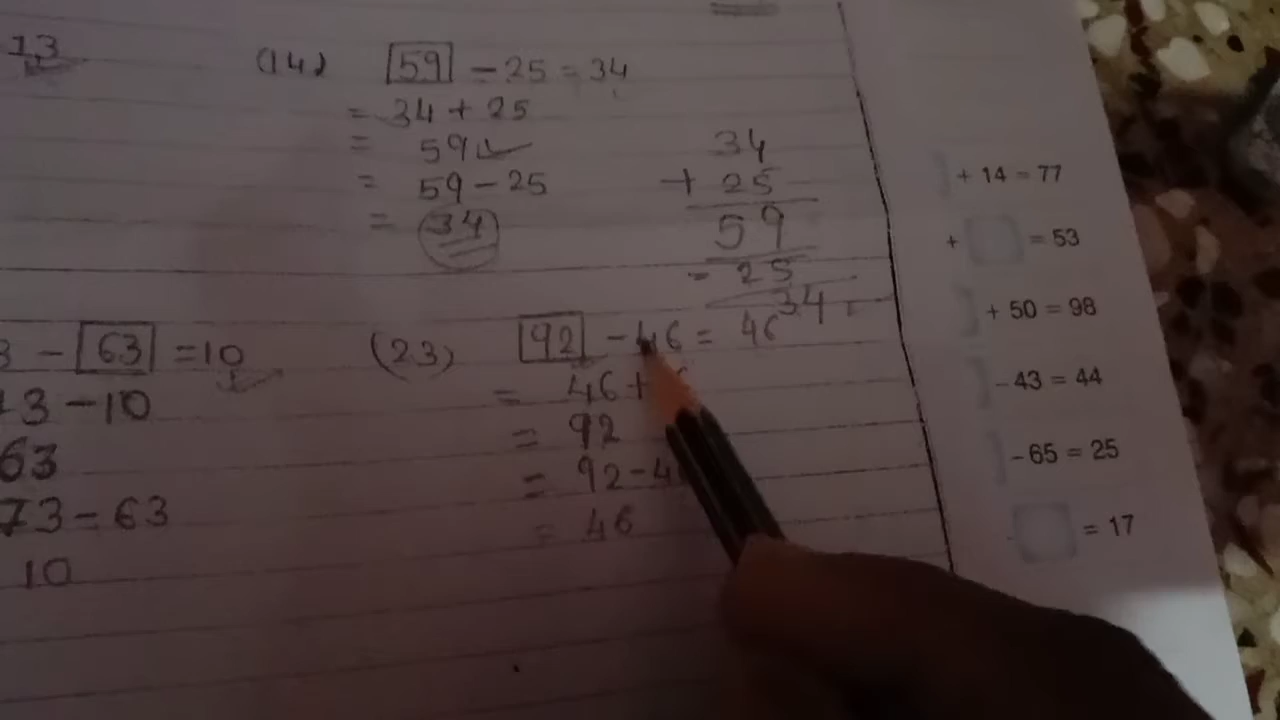 13
(14) 59 - 25 = 34
= 34 + 25
= 59
= 59 - 25
= 34
34
+ 25
59
- 25
34
3 - 63 = 10
73 - 10
63
73 - 63
10
(23) 92 - 46 = 46
= 46 +
= 92
= 92 - 4
= 46
+ 14 = 77
+ = 53
+ 50 = 98
- 43 = 44
- 65 = 25
- = 17